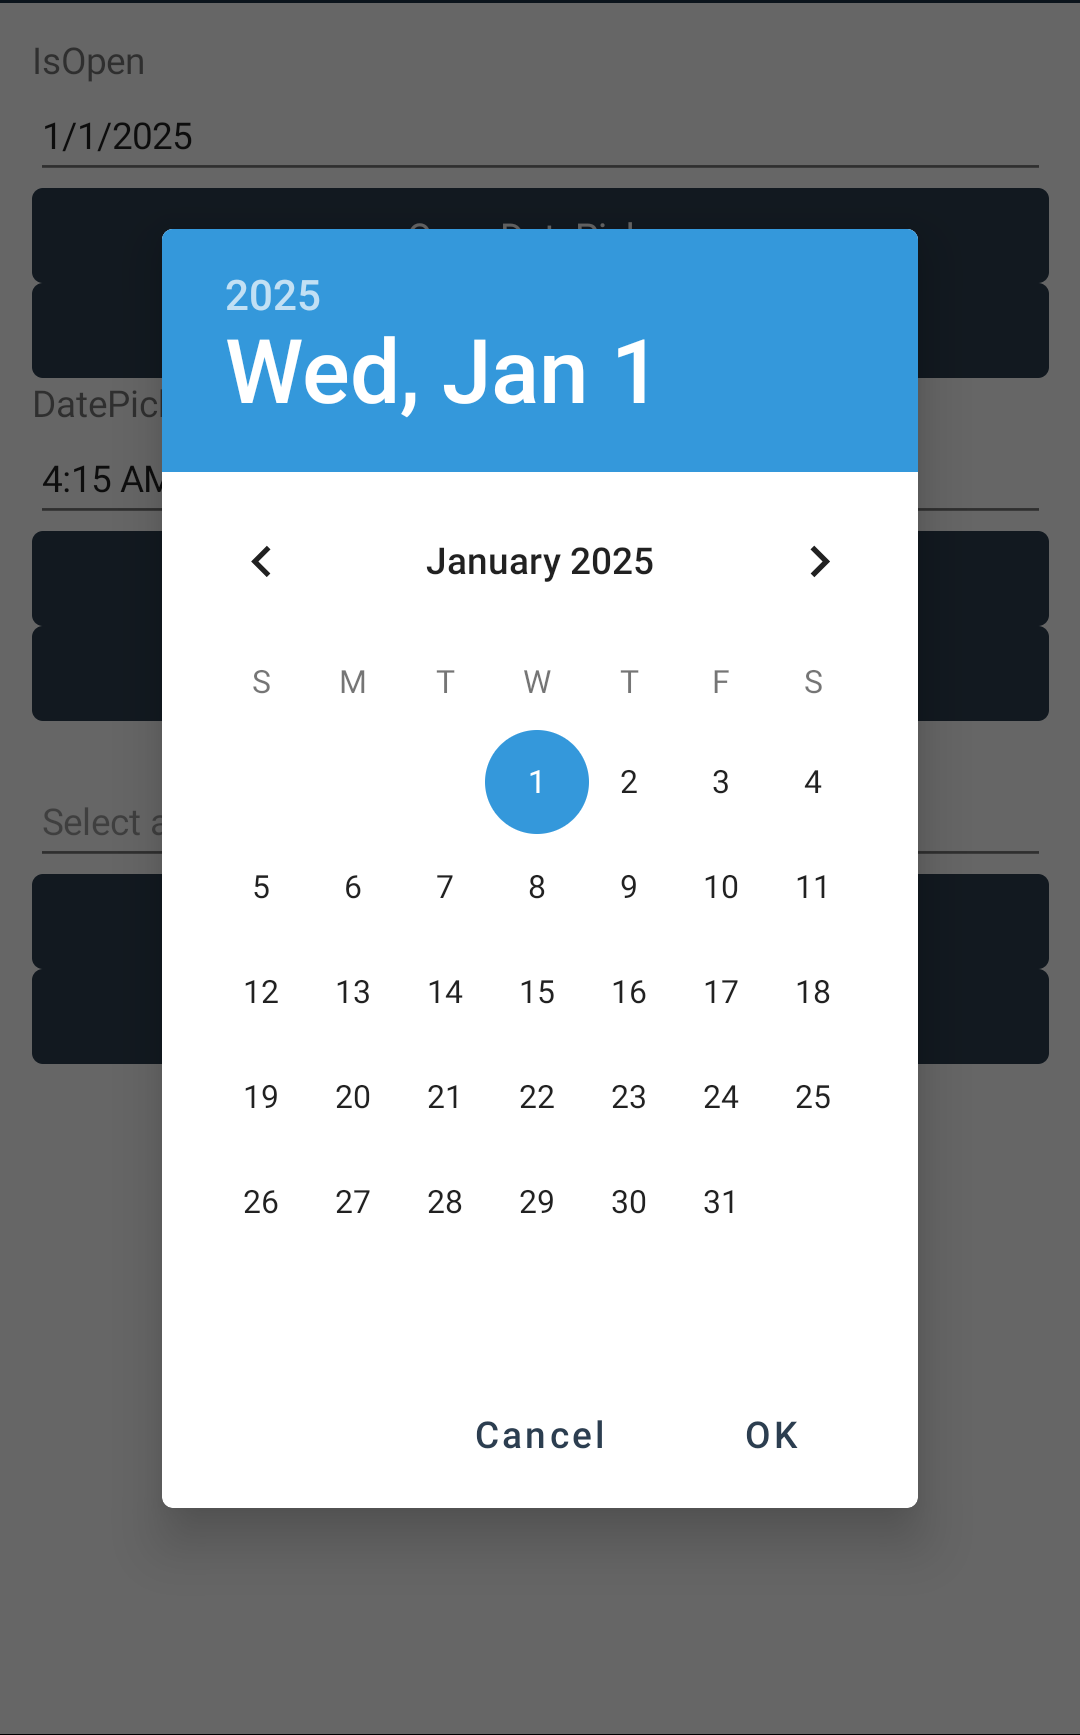 IsOpen
1/1/2025
2025
Wed, Jan 1
4:15 AM
January 2025
S M T W T F S
1 2 3 4
5 6 7 8 9 10 11
12 13 14 15 16 17 18
19 20 21 22 23 24 25
26 27 28 29 30 31
Select
Cancel OK